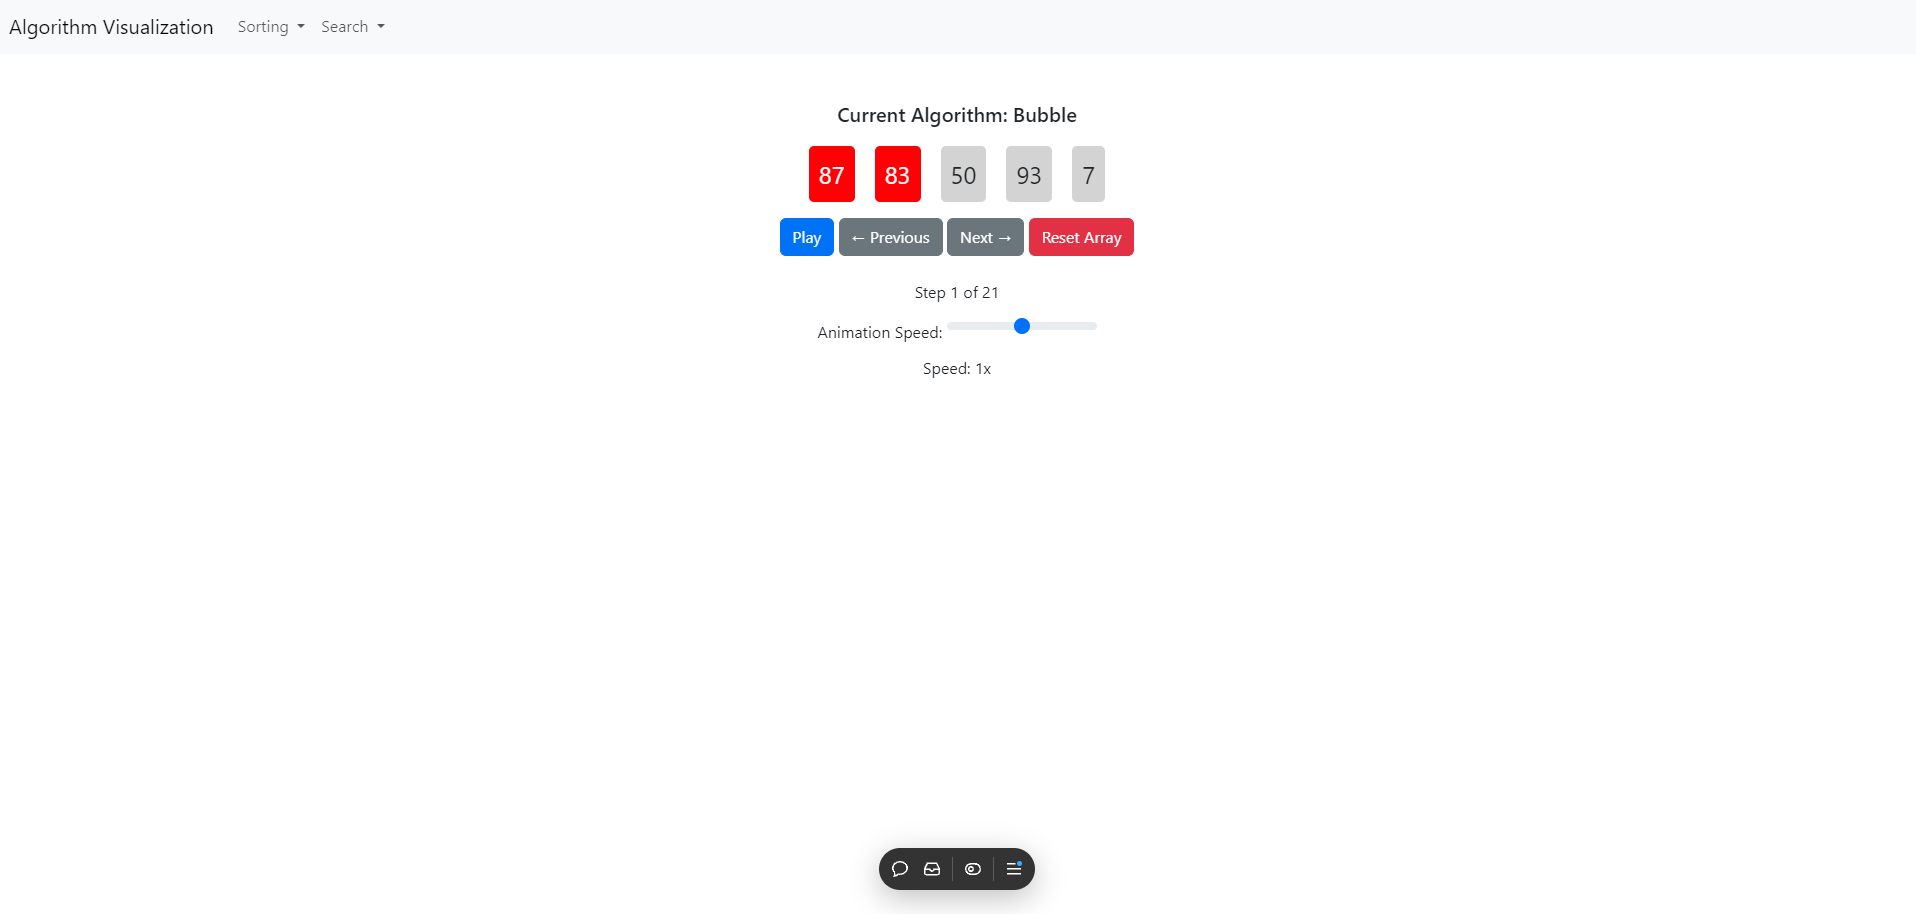 Algorithm Visualization Sorting Search
Current Algorithm: Bubble
87 83 50 93 7
Play ← Previous Next → Reset Array
Step 1 of 21
Animation Speed:
Speed: 1x